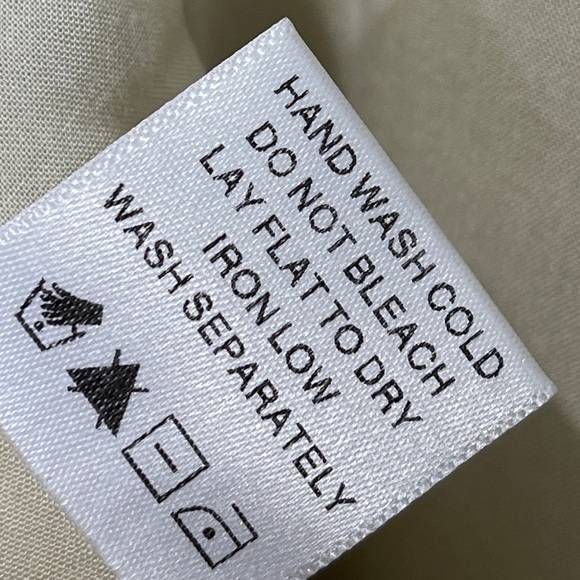 HAND WASH COLD
DO NOT BLEACH
LAY FLAT TO DRY
IRON LOW
WASH SEPARATELY